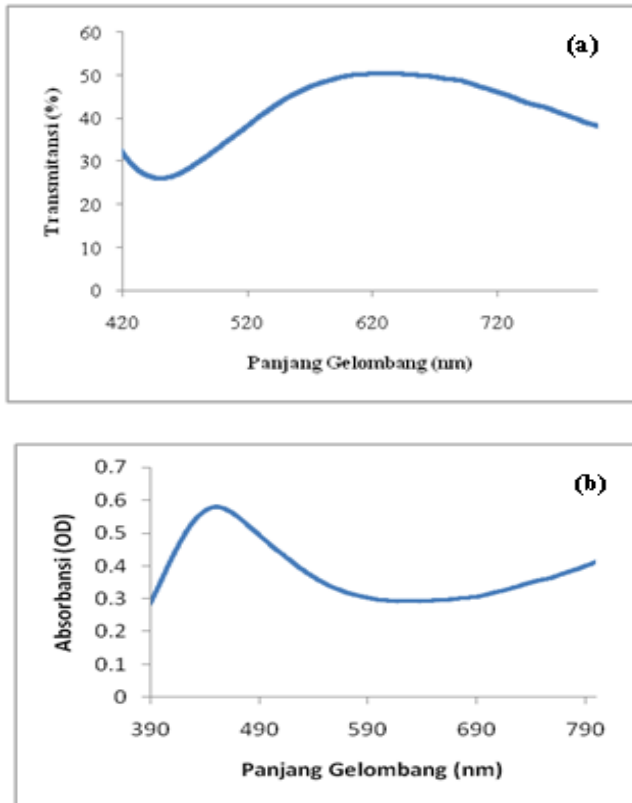 (a)
Transmitansi (%)
60
50
40
30
20
10
0
420 520 620 720
Panjang Gelombang (nm)
(b)
Absorbansi (OD)
0.7
0.6
0.5
0.4
0.3
0.2
0.1
0
390 490 590 690 790
Panjang Gelombang (nm)